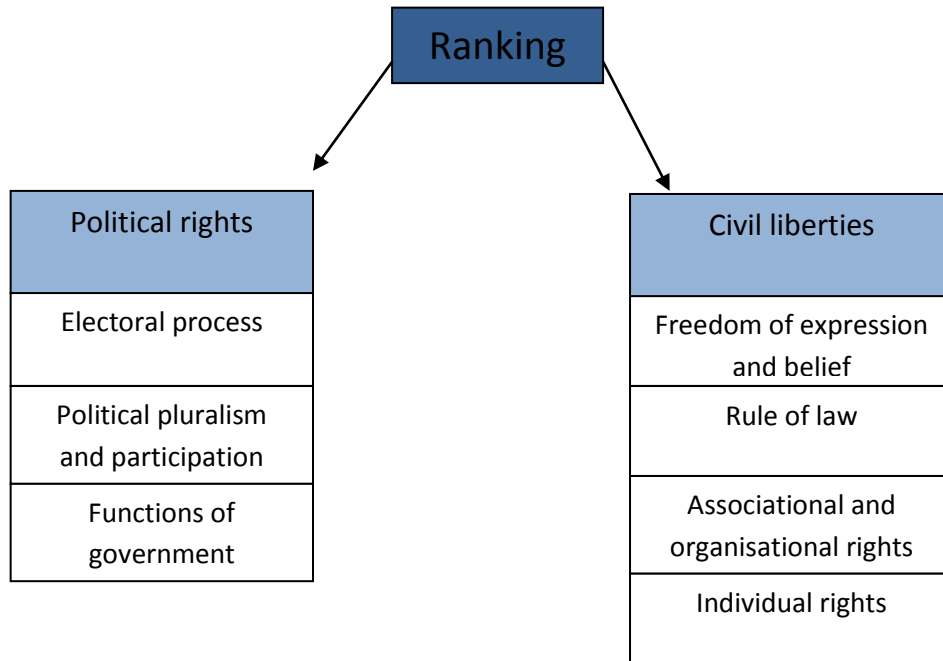 Ranking
Political rights
Electoral process
Political pluralism
and participation
Functions of
government
Civil liberties
Freedom of expression
and belief
Rule of law
Associational and
organisational rights
Individual rights